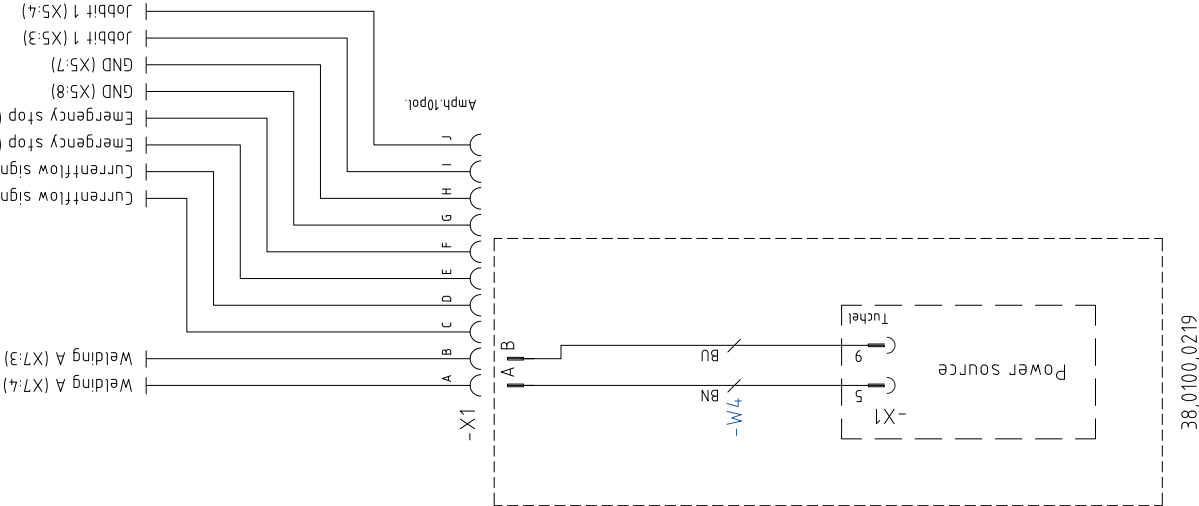 Jobbit 1 (X5:4)
Jobbit 1 (X5:3)
GND (X5:7)
GND (X5:8)
Emergency stop (
Emergency stop (
Currentflow sign
Currentflow sign
Welding A (X7:3)
Welding A (X7:4)
Amph.10pol.
J
I
H
G
F
E
D
C
B
A
-X1
B
A
BU
BN
-W4
Tuchel
6
5
-X1
Power source
38,0100,0219